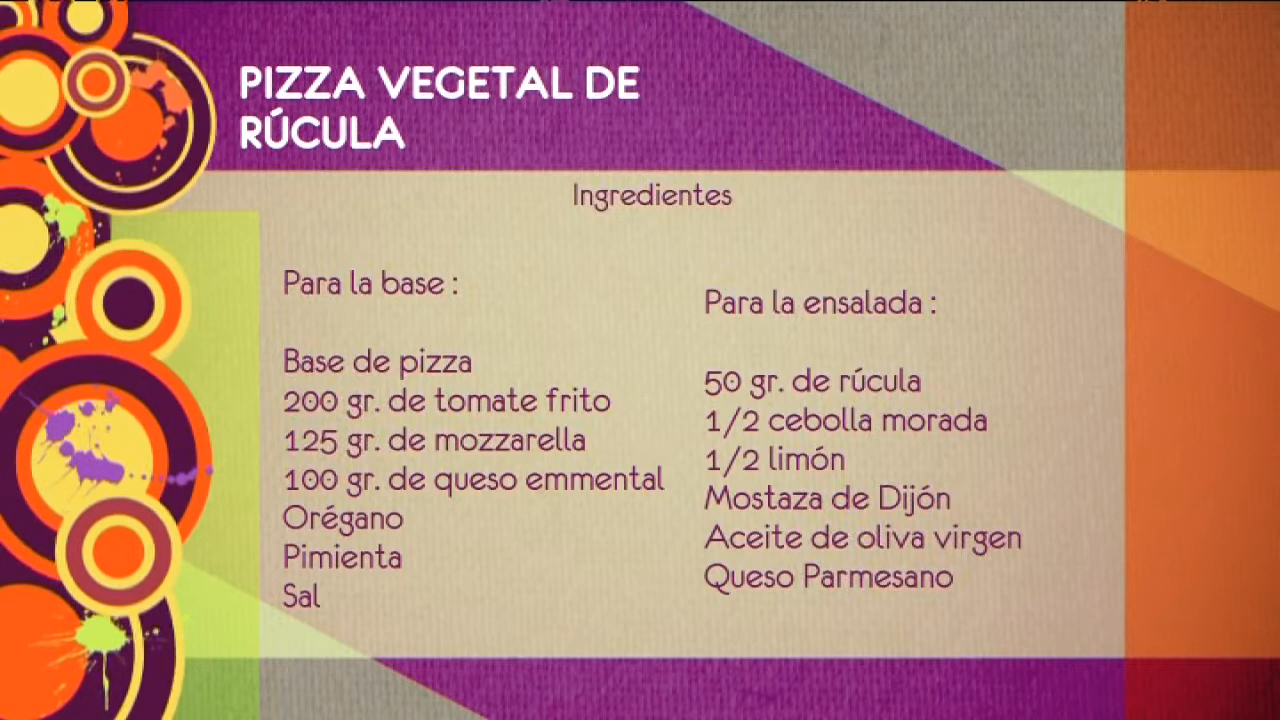 PIZZA VEGETAL DE
RÚCULA
Ingredientes
Para la base :
Base de pizza
200 gr. de tomate frito
125 gr. de mozzarella
100 gr. de queso emmental
Orégano
Pimienta
Sal
Para la ensalada :
50 gr. de rúcula
1/2 cebolla morada
1/2 limón
Mostaza de Dijón
Aceite de oliva virgen
Queso Parmesano